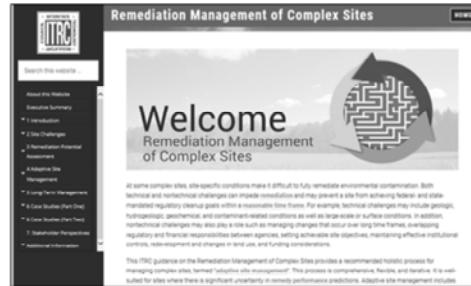 Remediation Management of Complex Sites
HOME
ITRC
Search this website ...
About this Website
Executive Summary
1 Introduction
2 Site Challenges
3 Remediation Potential
Assessment
4 Adaptive Site
Management
5 Long-Term Management
6 Case Studies (Part One)
6 Case Studies (Part Two)
7. Stakeholder Perspectives
Additional Information
Welcome
Remediation Management
of Complex Sites
At some complex sites, site-specific conditions make it difficult to fully remediate environmental contamination. Both
technical and nontechnical challenges can impede remediation and may prevent a site from achieving federal- and state-
mandated regulatory cleanup goals within a reasonable time frame. For example, technical challenges may include geologic,
hydrogeologic, geochemical, and contaminant-related conditions as well as large-scale or surface conditions. In addition,
nontechnical challenges may also play a role such as managing changes that occur over long time frames, overlapping
regulatory and financial responsibilities between agencies, setting achievable site objectives, maintaining effective institutional
controls, redevelopment and changes in land use, and funding considerations.
This ITRC guidance on the Remediation Management of Complex Sites provides a recommended holistic process for
managing complex sites, termed "adaptive site management". This process is comprehensive, flexible, and iterative. It is well-
suited for sites where there is significant uncertainty in remedy performance predictions. Adaptive site management includes